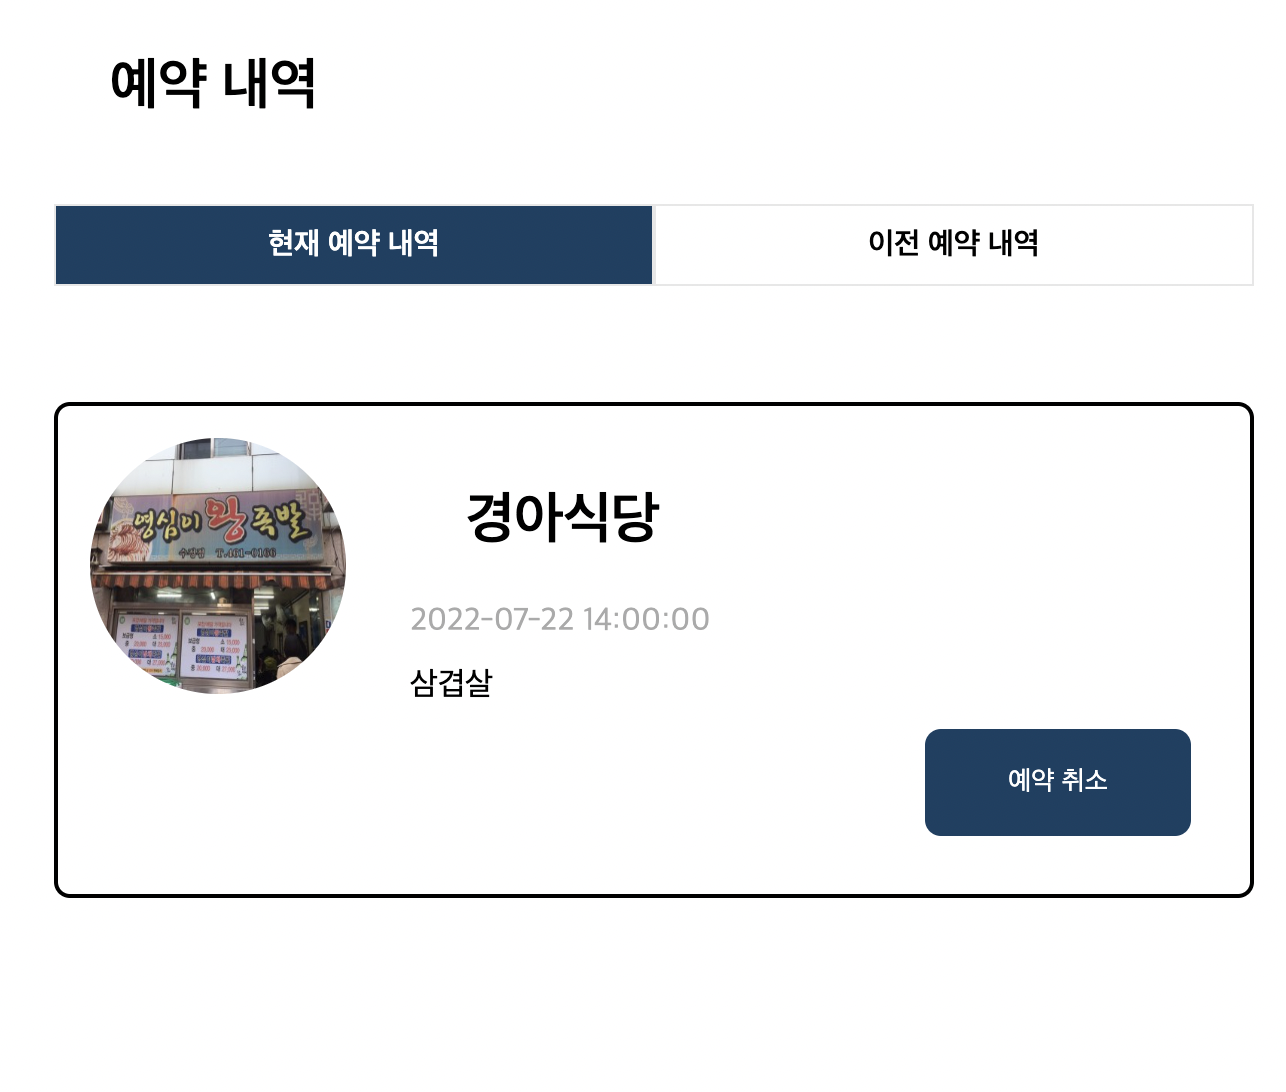 예약 내역
현재 예약 내역
이전 예약 내역
영심이 왕족발
수정점 T.461-0166
경아식당
2022-07-22 14:00:00
삼겹살
예약 취소